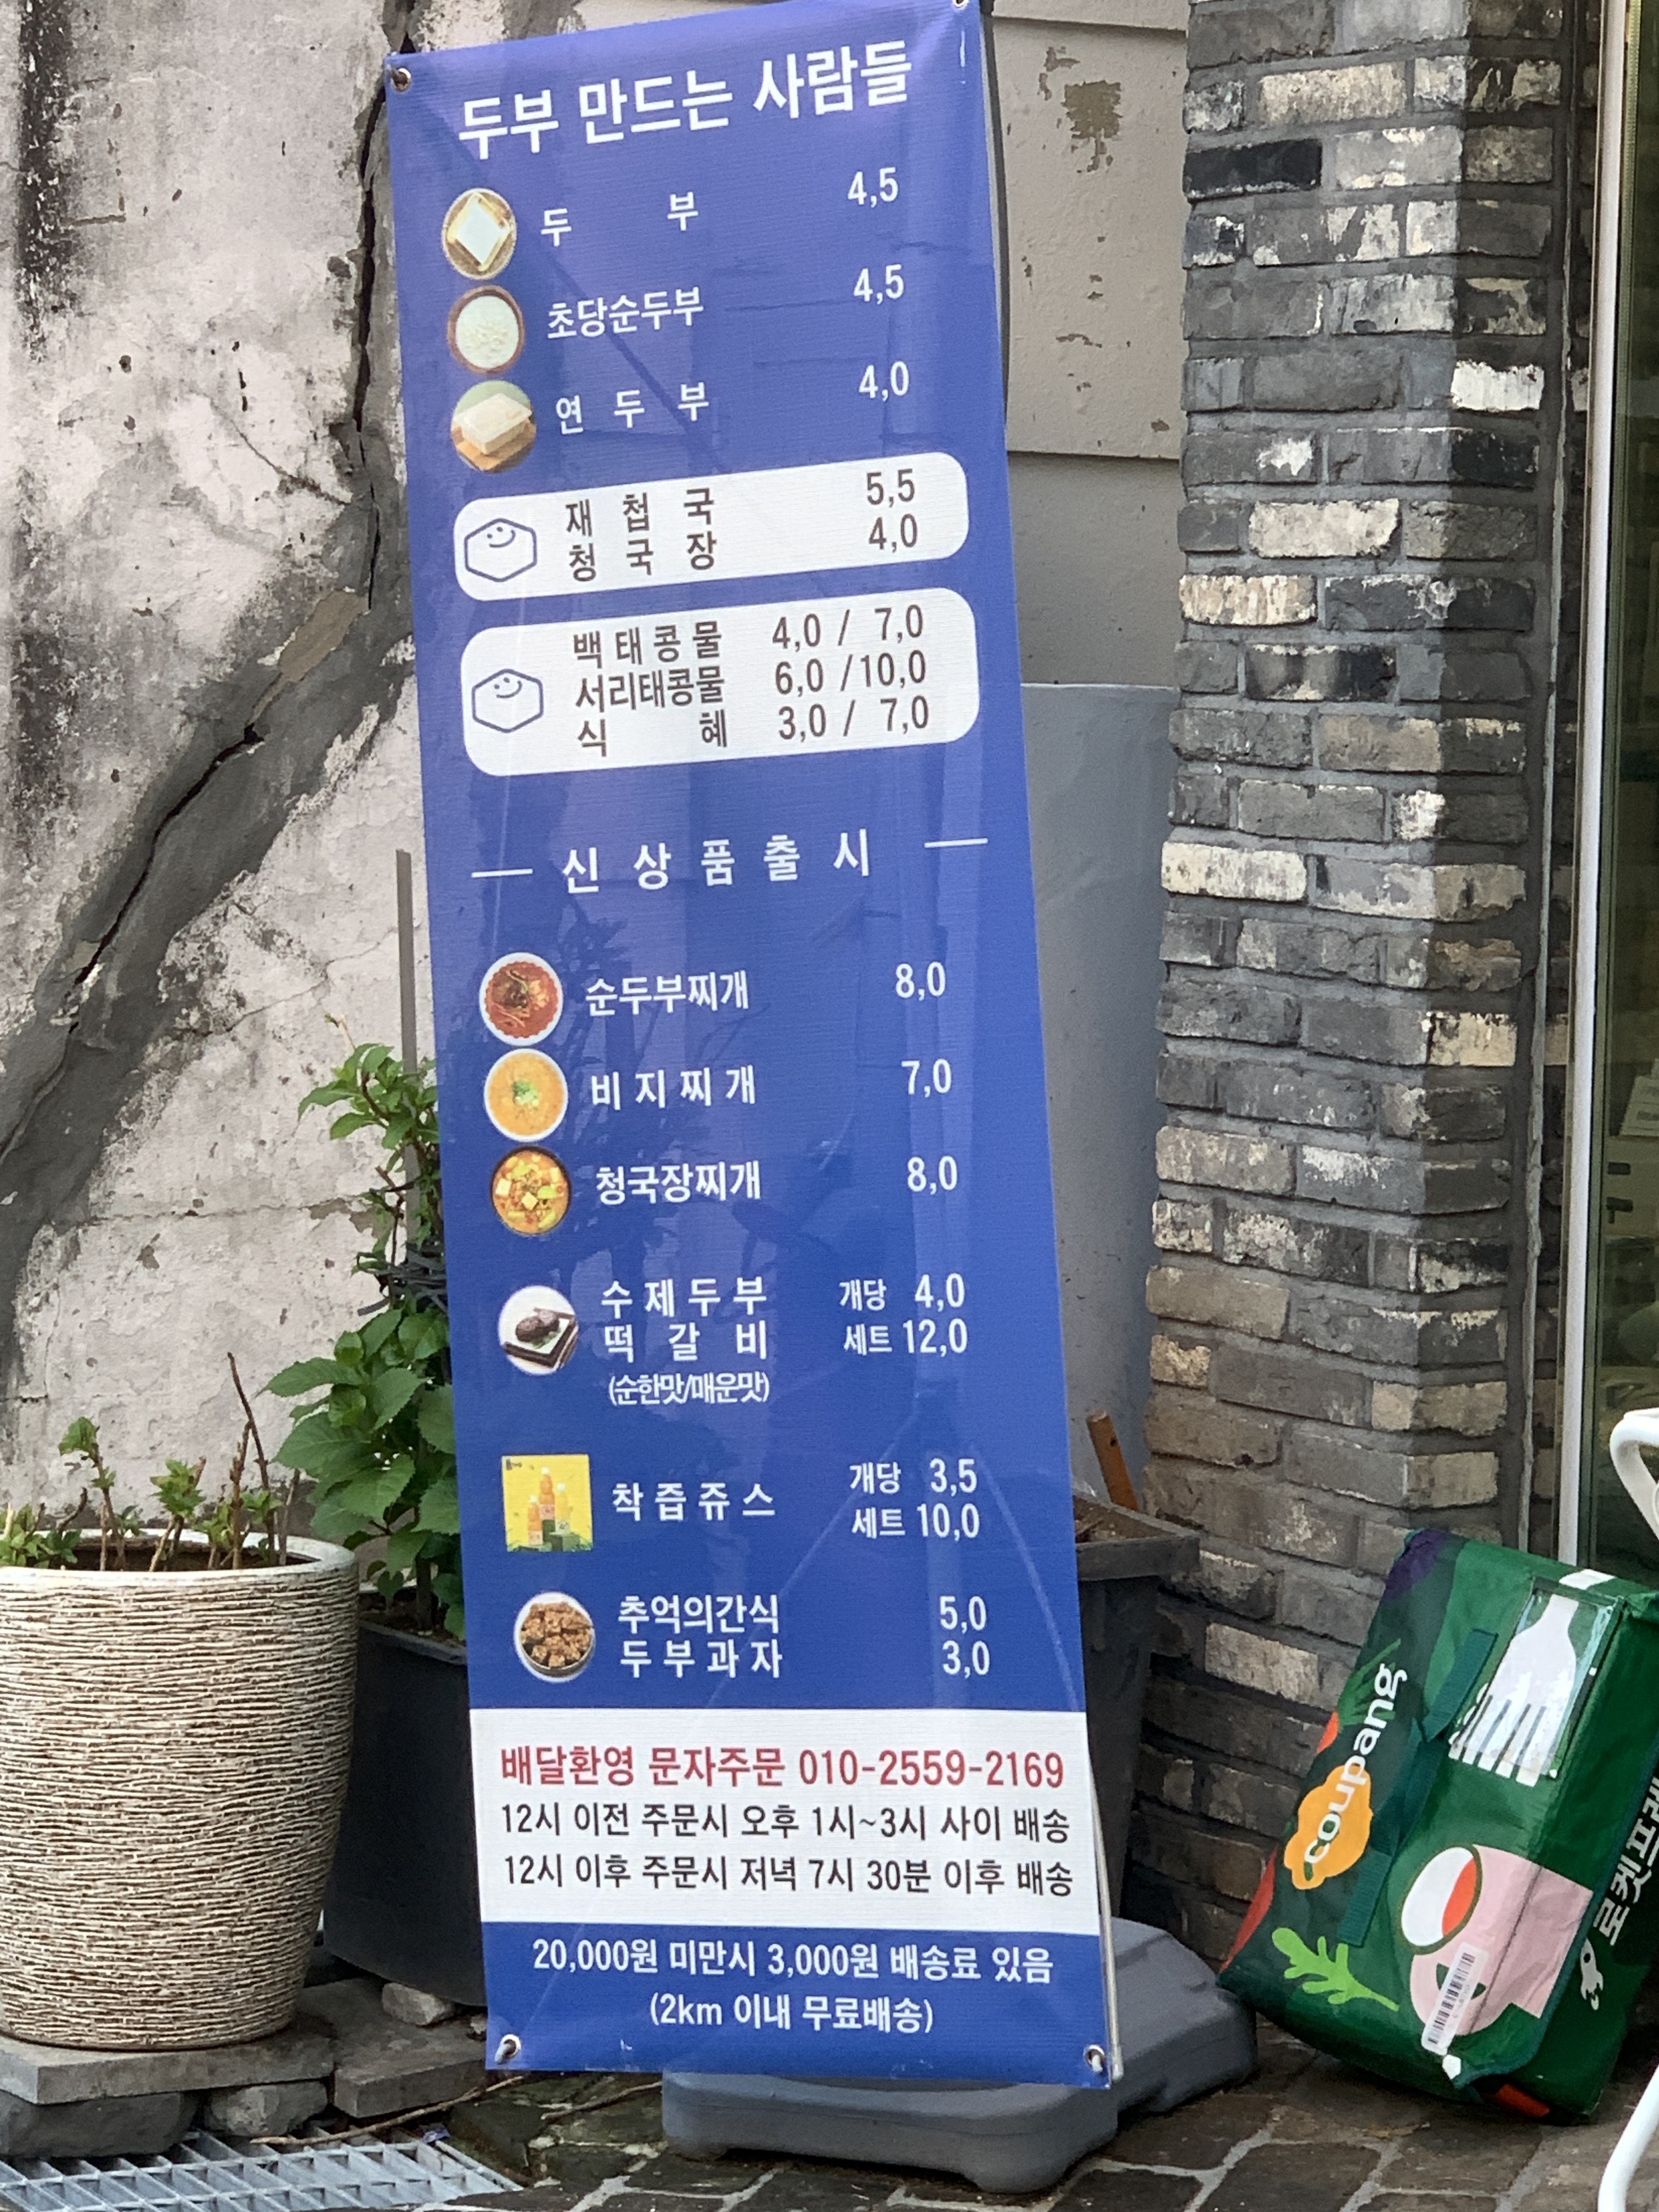 두부 만드는 사람들
두 부 4,5
초당순두부 4,5
연 두 부 4,0
재 첩 국 5,5
청 국 장 4,0
백 태 콩 물 4,0 / 7,0
서리태콩물 6,0 /10,0
식 혜 3,0 / 7,0
신 상 품 출 시
순두부찌개 8,0
비 지 찌 개 7,0
청국장찌개 8,0
수 제 두 부 개당 4,0
떡 갈 비 세트 12,0
(순한맛/매운맛)
착 즙 쥬 스 개당 3,5
세트 10,0
추억의간식 5,0
두 부 과 자 3,0
배달환영 문자주문 010-2559-2169
12시 이전 주문시 오후 1시~3시 사이 배송
12시 이후 주문시 저녁 7시 30분 이후 배송
20,000원 미만시 3,000원 배송료 있음
(2km 이내 무료배송)
coupang
로켓프레